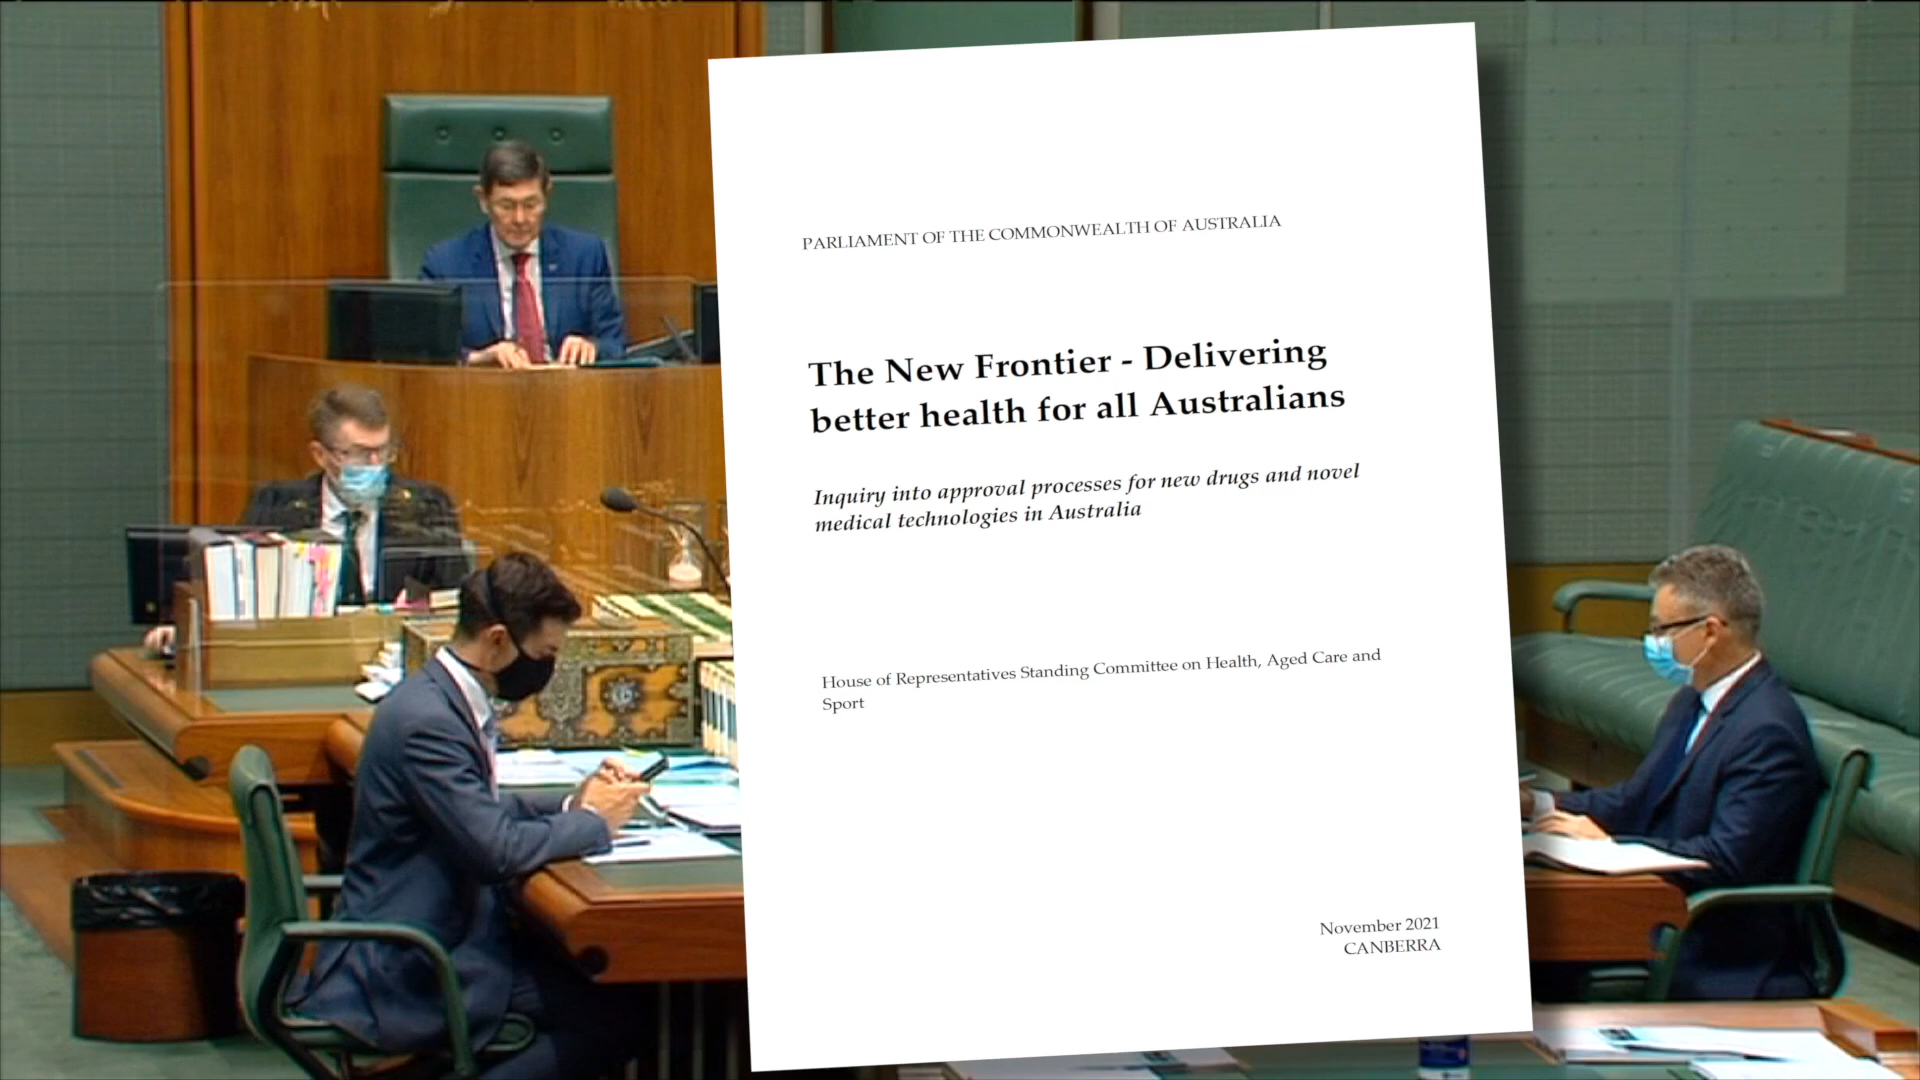 PARLIAMENT OF THE COMMONWEALTH OF AUSTRALIA
The New Frontier - Delivering
better health for all Australians
Inquiry into approval processes for new drugs and novel
medical technologies in Australia
House of Representatives Standing Committee on Health, Aged Care and
Sport
November 2021
CANBERRA